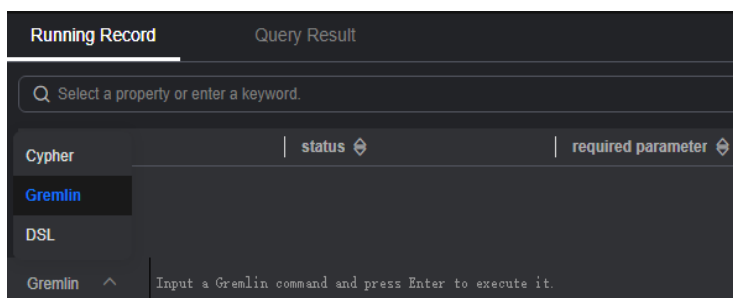 Running Record Query Result
Select a property or enter a keyword.
status required parameter
Cypher
Gremlin
DSL
Gremlin Input a Gremlin command and press Enter to execute it.